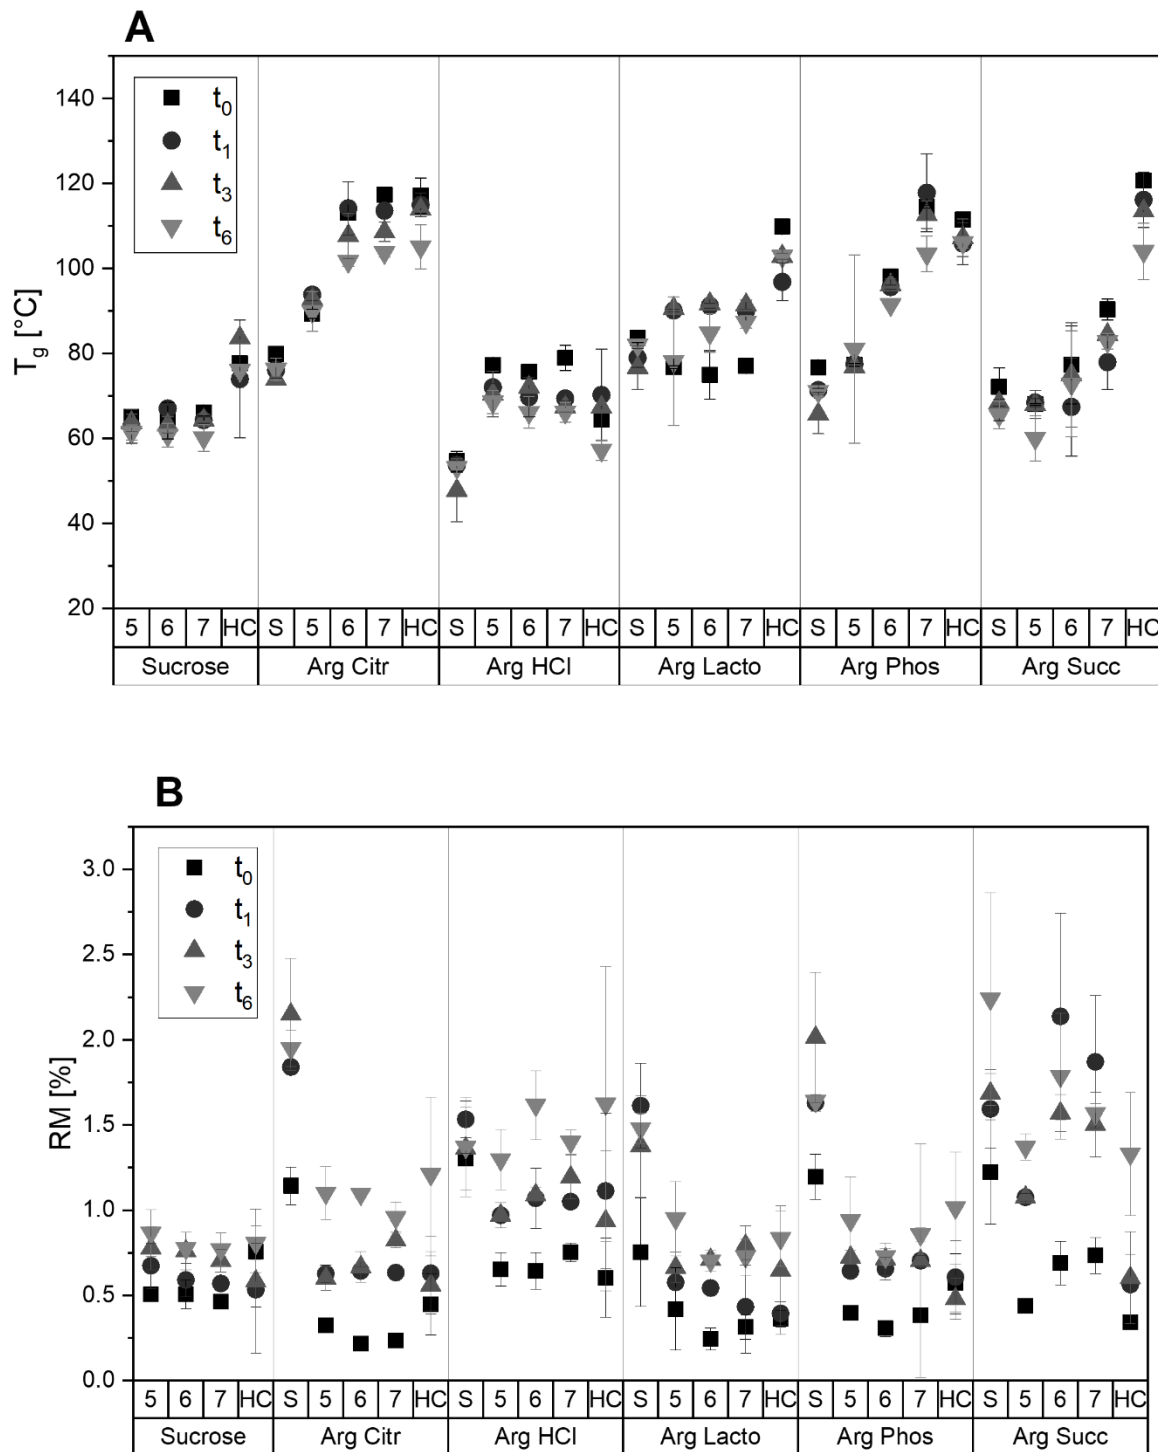 A
T_g [°C]
140
120
100
80
60
40
20
t_0
t_1
t_3
t_6
5 6 7 HC S 5 6 7 HC S 5 6 7 HC S 5 6 7 HC S 5 6 7 HC S 5 6 7 HC
Sucrose Arg Citr Arg HCl Arg Lacto Arg Phos Arg Succ
B
RM [%]
3.0
2.5
2.0
1.5
1.0
0.5
0.0
t_0
t_1
t_3
t_6
5 6 7 HC S 5 6 7 HC S 5 6 7 HC S 5 6 7 HC S 5 6 7 HC S 5 6 7 HC
Sucrose Arg Citr Arg HCl Arg Lacto Arg Phos Arg Succ